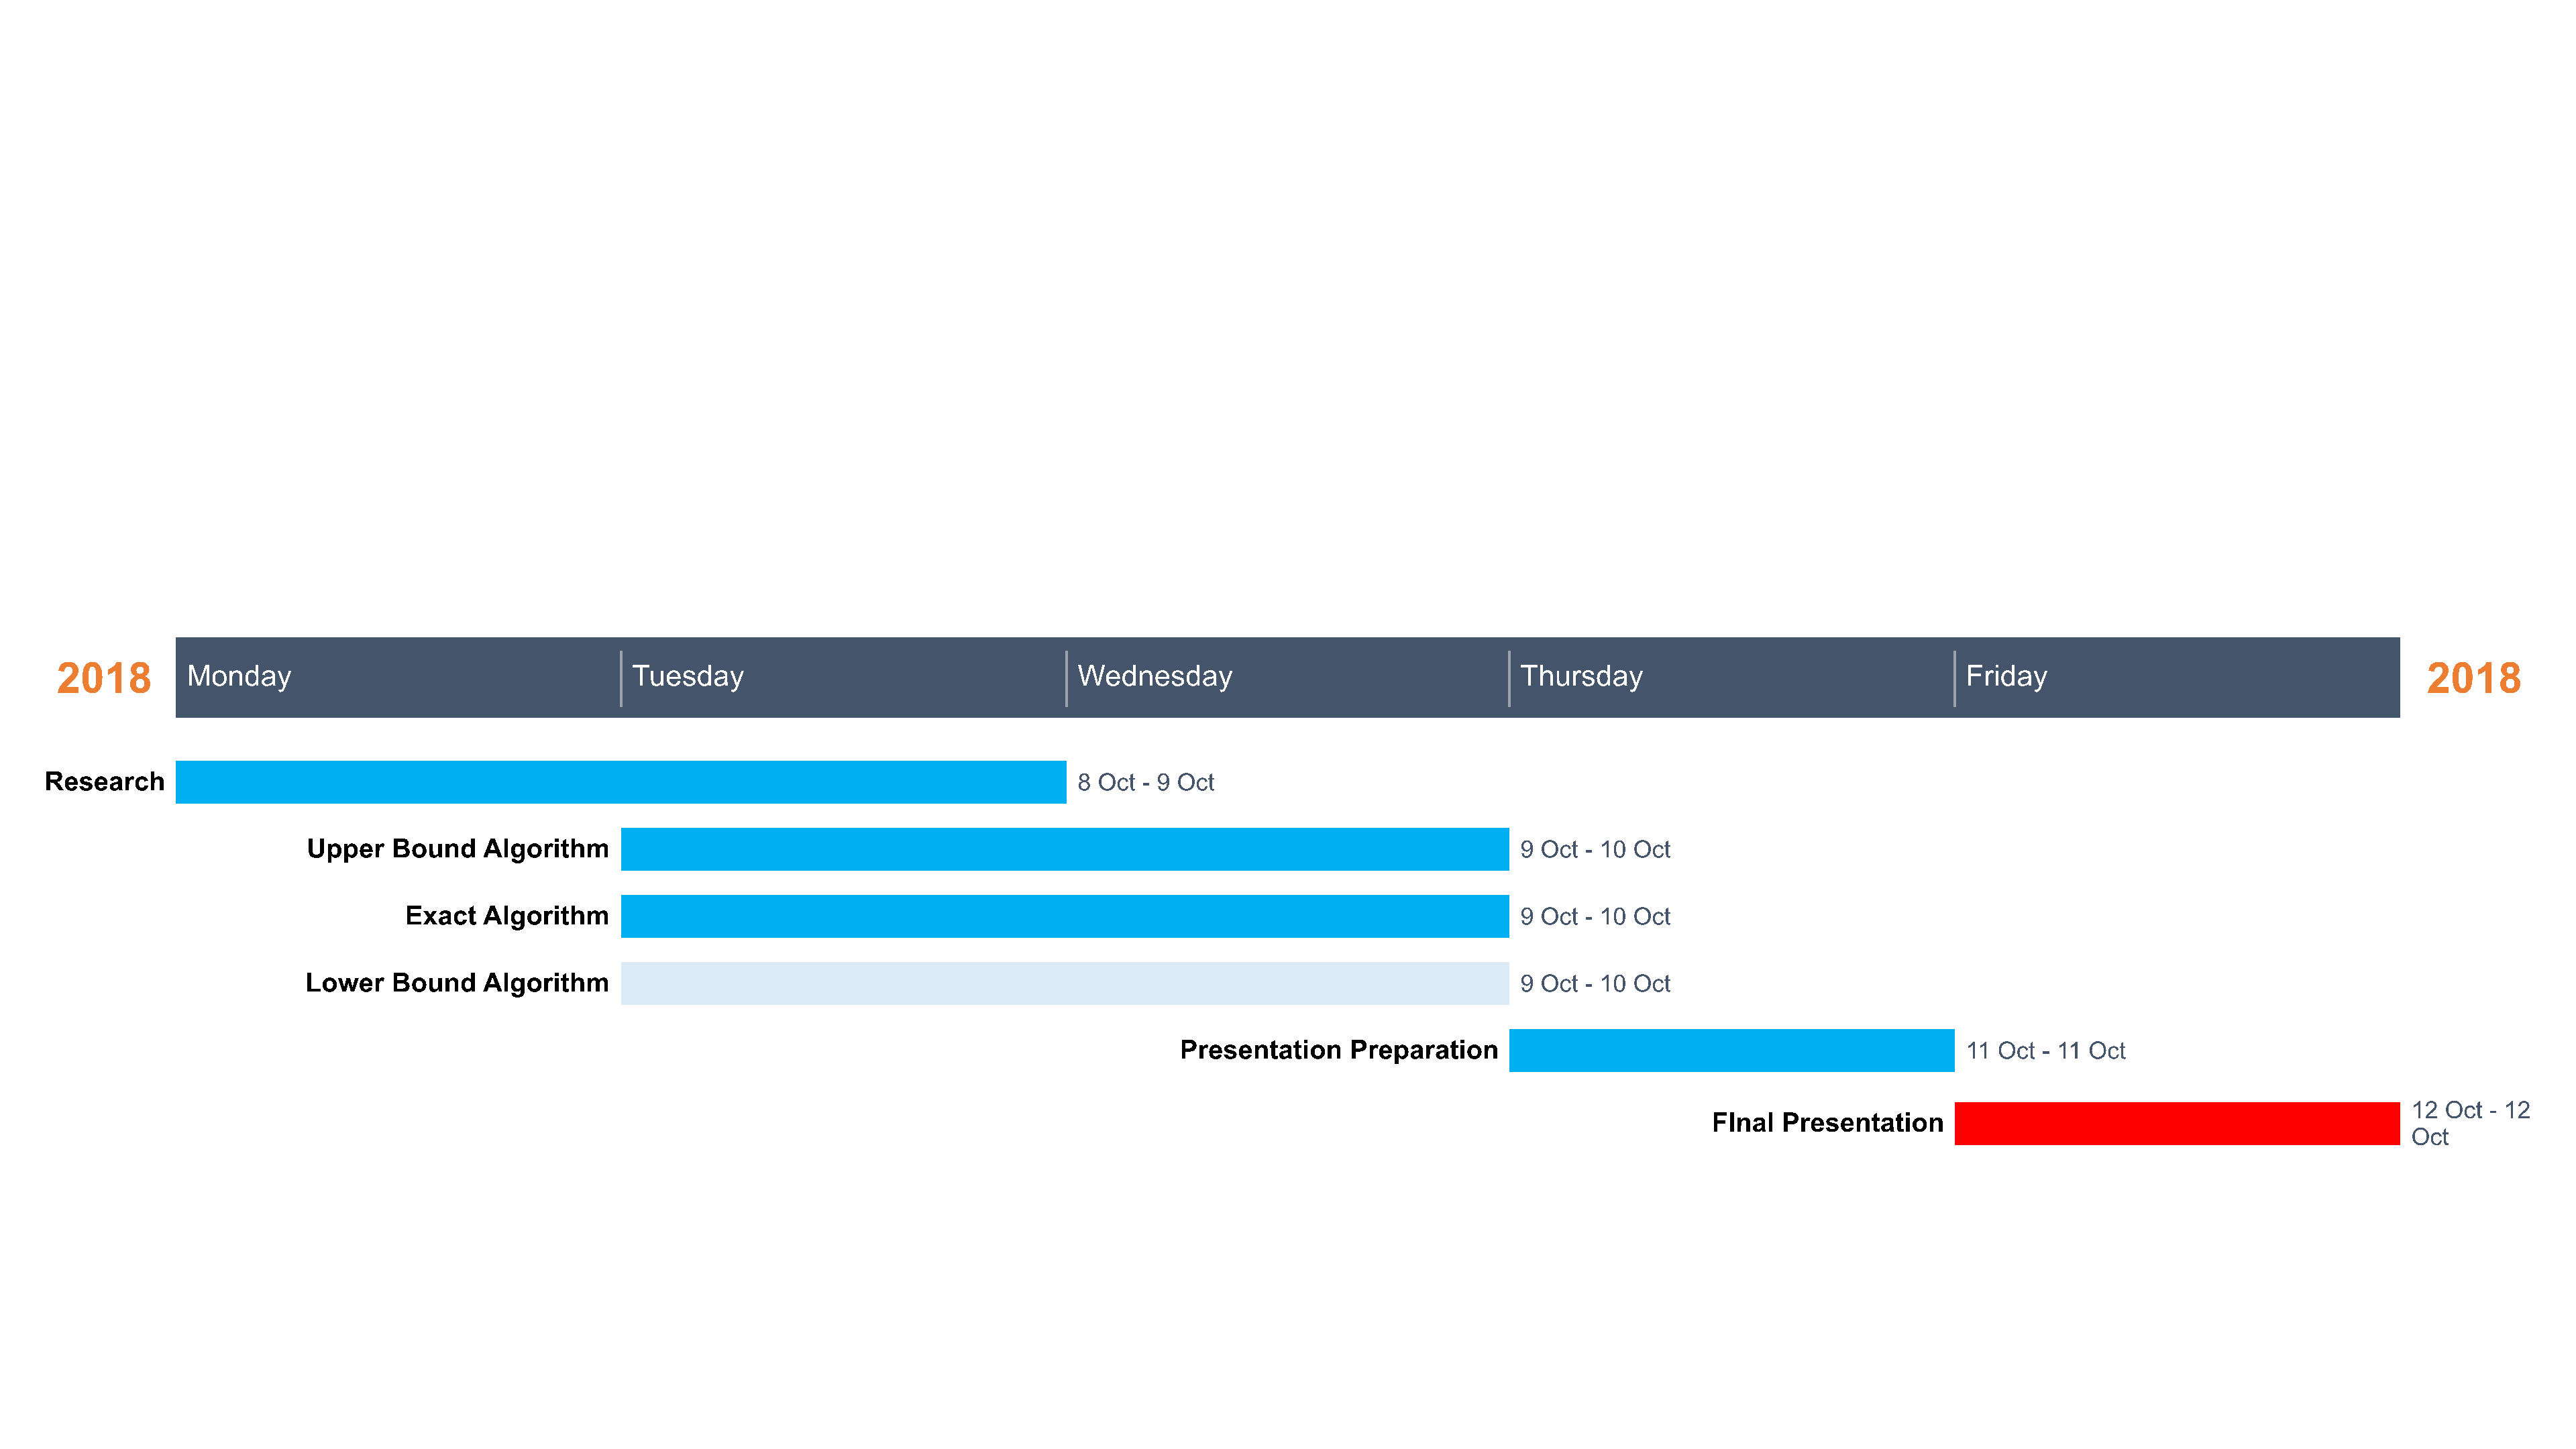 2018 Monday Tuesday Wednesday Thursday Friday 2018
Research 8 Oct - 9 Oct
Upper Bound Algorithm 9 Oct - 10 Oct
Exact Algorithm 9 Oct - 10 Oct
Lower Bound Algorithm 9 Oct - 10 Oct
Presentation Preparation 11 Oct - 11 Oct
FInal Presentation 12 Oct - 12
Oct